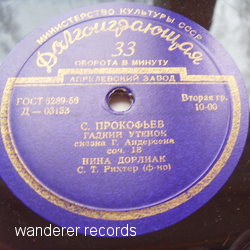 МИНИСТЕРСТВО КУЛЬТУРЫ СССР
Долгоиграющая
33
ОБОРОТА В МИНУТУ
АПРЕЛЕВСКИЙ ЗАВОД
ГОСТ 5289-56
Д — 03133
Вторая гр.
10-00
С. ПРОКОФЬЕВ
ГАДКИЙ УТЕНОК
сказка Г. Андерсена
соч. 18
НИНА ДОРЛИАК
С. Т. Рихтер (ф-но)
wanderer records